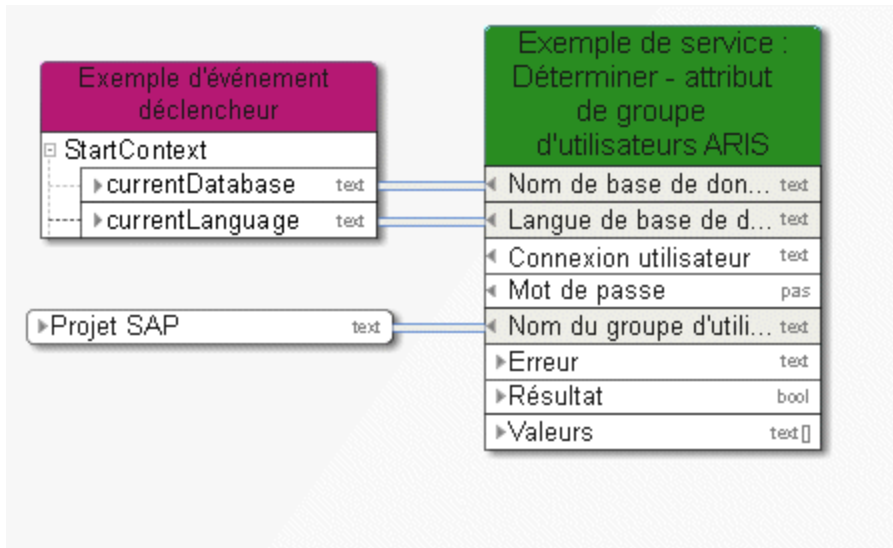 Exemple d'événement
déclencheur
StartContext
currentDatabase text
currentLanguage text
Projet SAP text
Exemple de service :
Déterminer - attribut
de groupe
d'utilisateurs ARIS
Nom de base de don... text
Langue de base de d... text
Connexion utilisateur text
Mot de passe pas
Nom du groupe d'utili... text
Erreur text
Résultat bool
Valeurs text[]